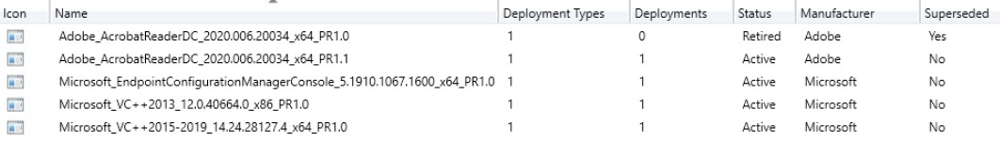 Icon Name Deployment Types Deployments Status Manufacturer Superseded
Adobe_AcrobatReaderDC_2020.006.20034_x64_PR1.0 1 0 Retired Adobe Yes
Adobe_AcrobatReaderDC_2020.006.20034_x64_PR1.1 1 1 Active Adobe No
Microsoft_EndpointConfigurationManagerConsole_5.1910.1067.1600_x64_PR1.0 1 1 Active Microsoft No
Microsoft_VC++2013_12.0.40664.0_x86_PR1.0 1 1 Active Microsoft No
Microsoft_VC++2015-2019_14.24.28127.4_x64_PR1.0 1 1 Active Microsoft No